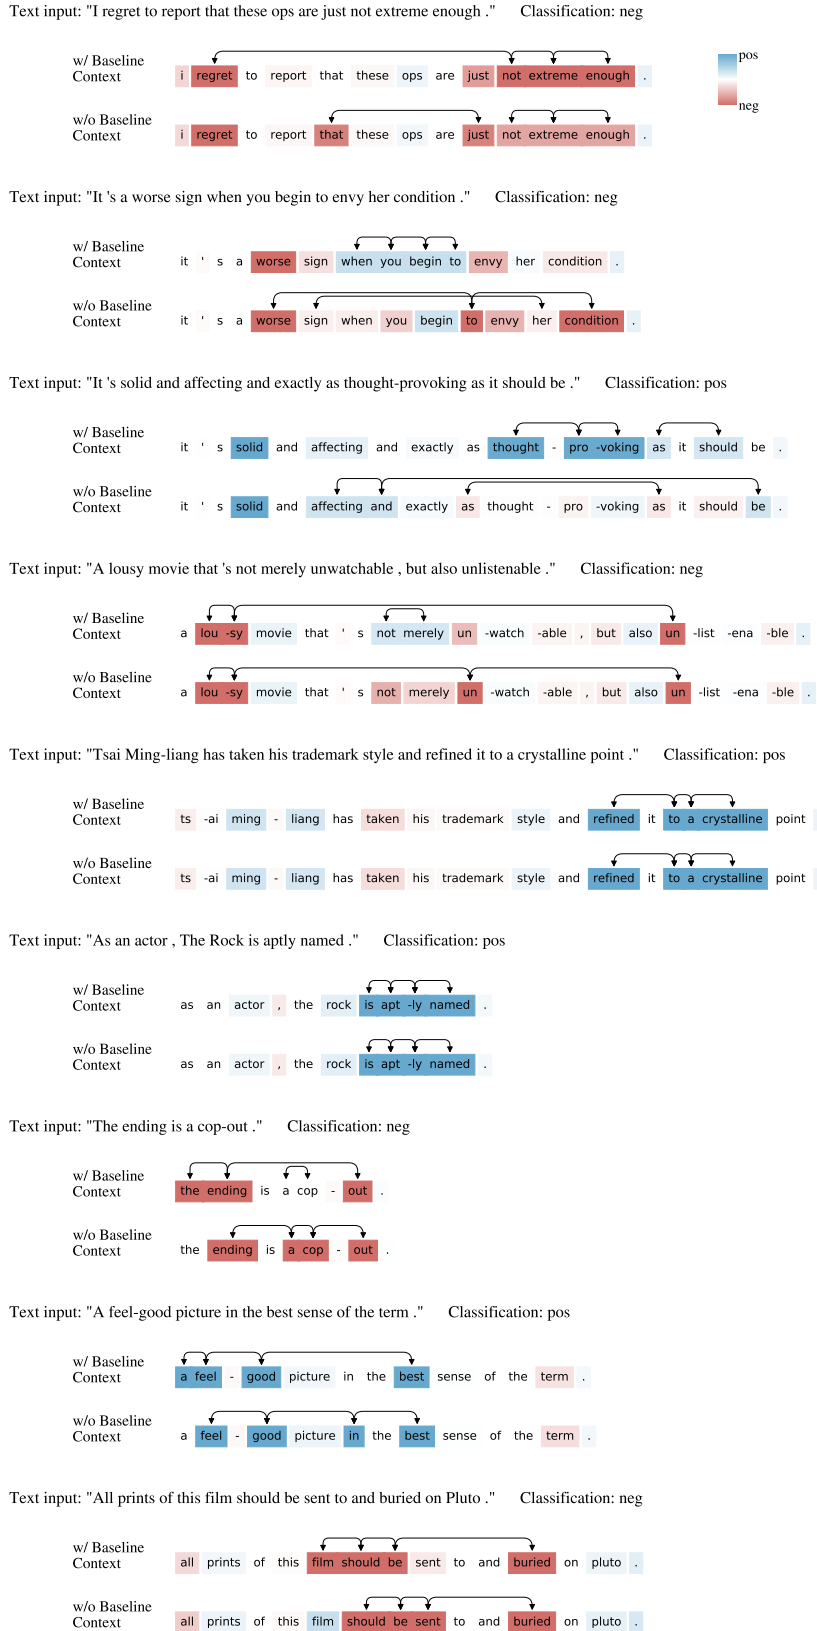 Text input: "I regret to report that these ops are just not extreme enough ." Classification: neg
w/ Baseline
Context i regret to report that these ops are just not extreme enough .
pos
neg
w/o Baseline
Context i regret to report that these ops are just not extreme enough .
Text input: "It 's a worse sign when you begin to envy her condition ." Classification: neg
w/ Baseline
Context it ' s a worse sign when you begin to envy her condition .
w/o Baseline
Context it ' s a worse sign when you begin to envy her condition .
Text input: "It 's solid and affecting and exactly as thought-provoking as it should be ." Classification: pos
w/ Baseline
Context it ' s solid and affecting and exactly as thought - pro -voking as it should be .
w/o Baseline
Context it ' s solid and affecting and exactly as thought - pro -voking as it should be .
Text input: "A lousy movie that 's not merely unwatchable , but also unlistenable ." Classification: neg
w/ Baseline
Context a lou -sy movie that ' s not merely un -watch -able , but also un -list -ena -ble .
w/o Baseline
Context a lou -sy movie that ' s not merely un -watch -able , but also un -list -ena -ble .
Text input: "Tsai Ming-liang has taken his trademark style and refined it to a crystalline point ." Classification: pos
w/ Baseline
Context ts -ai ming - liang has taken his trademark style and refined it to a crystalline point
w/o Baseline
Context ts -ai ming - liang has taken his trademark style and refined it to a crystalline point
Text input: "As an actor , The Rock is aptly named ." Classification: pos
w/ Baseline
Context as an actor , the rock is apt -ly named .
w/o Baseline
Context as an actor , the rock is apt -ly named .
Text input: "The ending is a cop-out ." Classification: neg
w/ Baseline
Context the ending is a cop - out .
w/o Baseline
Context the ending is a cop - out .
Text input: "A feel-good picture in the best sense of the term ." Classification: pos
w/ Baseline
Context a feel - good picture in the best sense of the term .
w/o Baseline
Context a feel - good picture in the best sense of the term .
Text input: "All prints of this film should be sent to and buried on Pluto ." Classification: neg
w/ Baseline
Context all prints of this film should be sent to and buried on pluto .
w/o Baseline
Context all prints of this film should be sent to and buried on pluto .